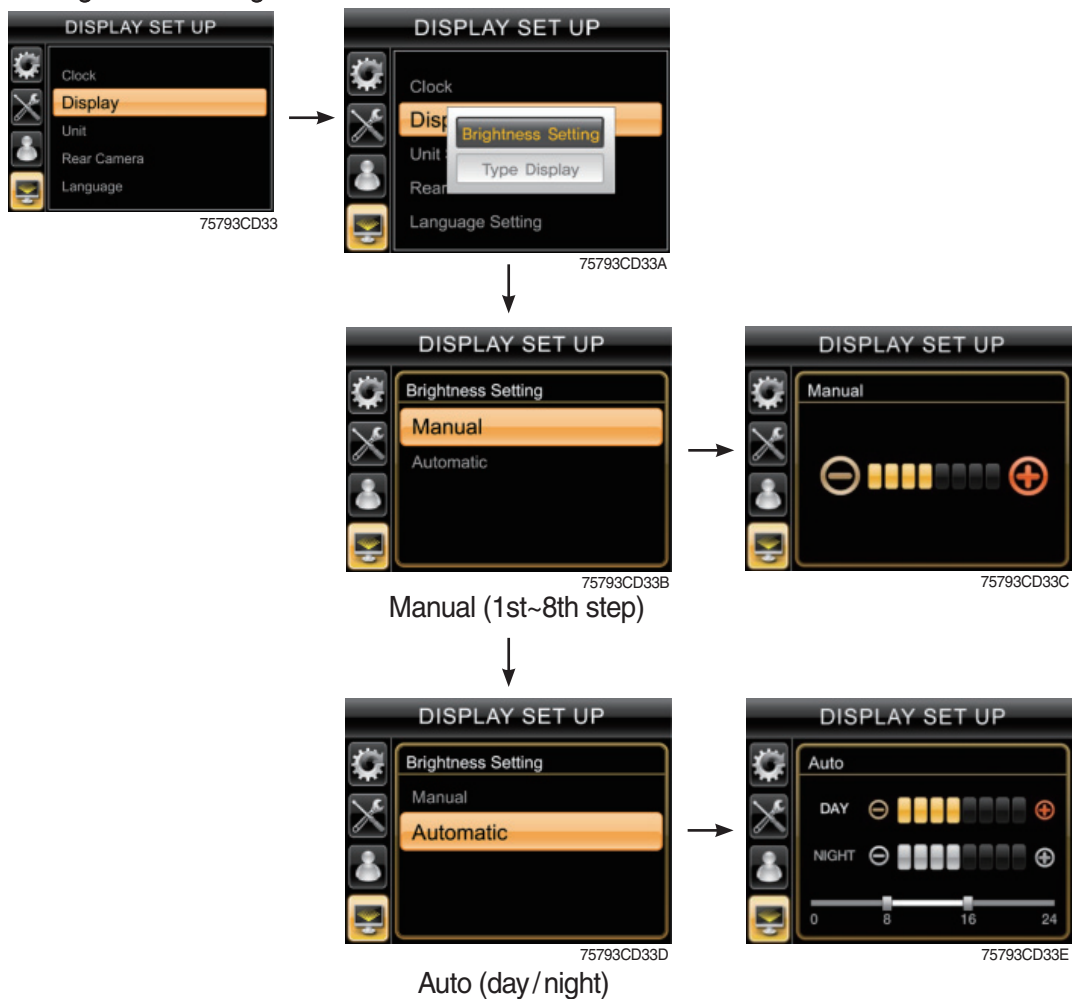 DISPLAY SET UP
Clock
Display
Unit
Rear Camera
Language
75793CD33
DISPLAY SET UP
Clock
Disp
Brightness Setting
Unit
Type Display
Rear
Language Setting
75793CD33A
DISPLAY SET UP
Brightness Setting
Manual
Automatic
75793CD33B
Manual (1st~8th step)
DISPLAY SET UP
Manual
75793CD33C
DISPLAY SET UP
Brightness Setting
Manual
Automatic
75793CD33D
Auto (day/night)
DISPLAY SET UP
Auto
DAY
NIGHT
0 8 16 24
75793CD33E